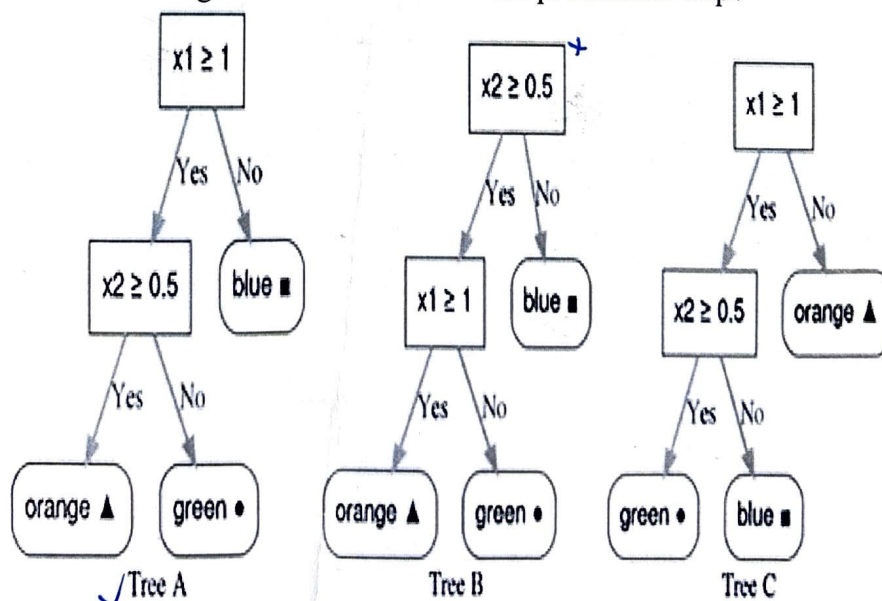 x1 ≥ 1
Yes No
x2 ≥ 0.5
blue ■
Yes No
orange ▲
green ●
Tree A
x2 ≥ 0.5
Yes No
x1 ≥ 1
blue ■
Yes No
orange ▲
green ●
Tree B
x1 ≥ 1
Yes No
x2 ≥ 0.5
orange ▲
Yes No
green ●
blue ■
Tree C